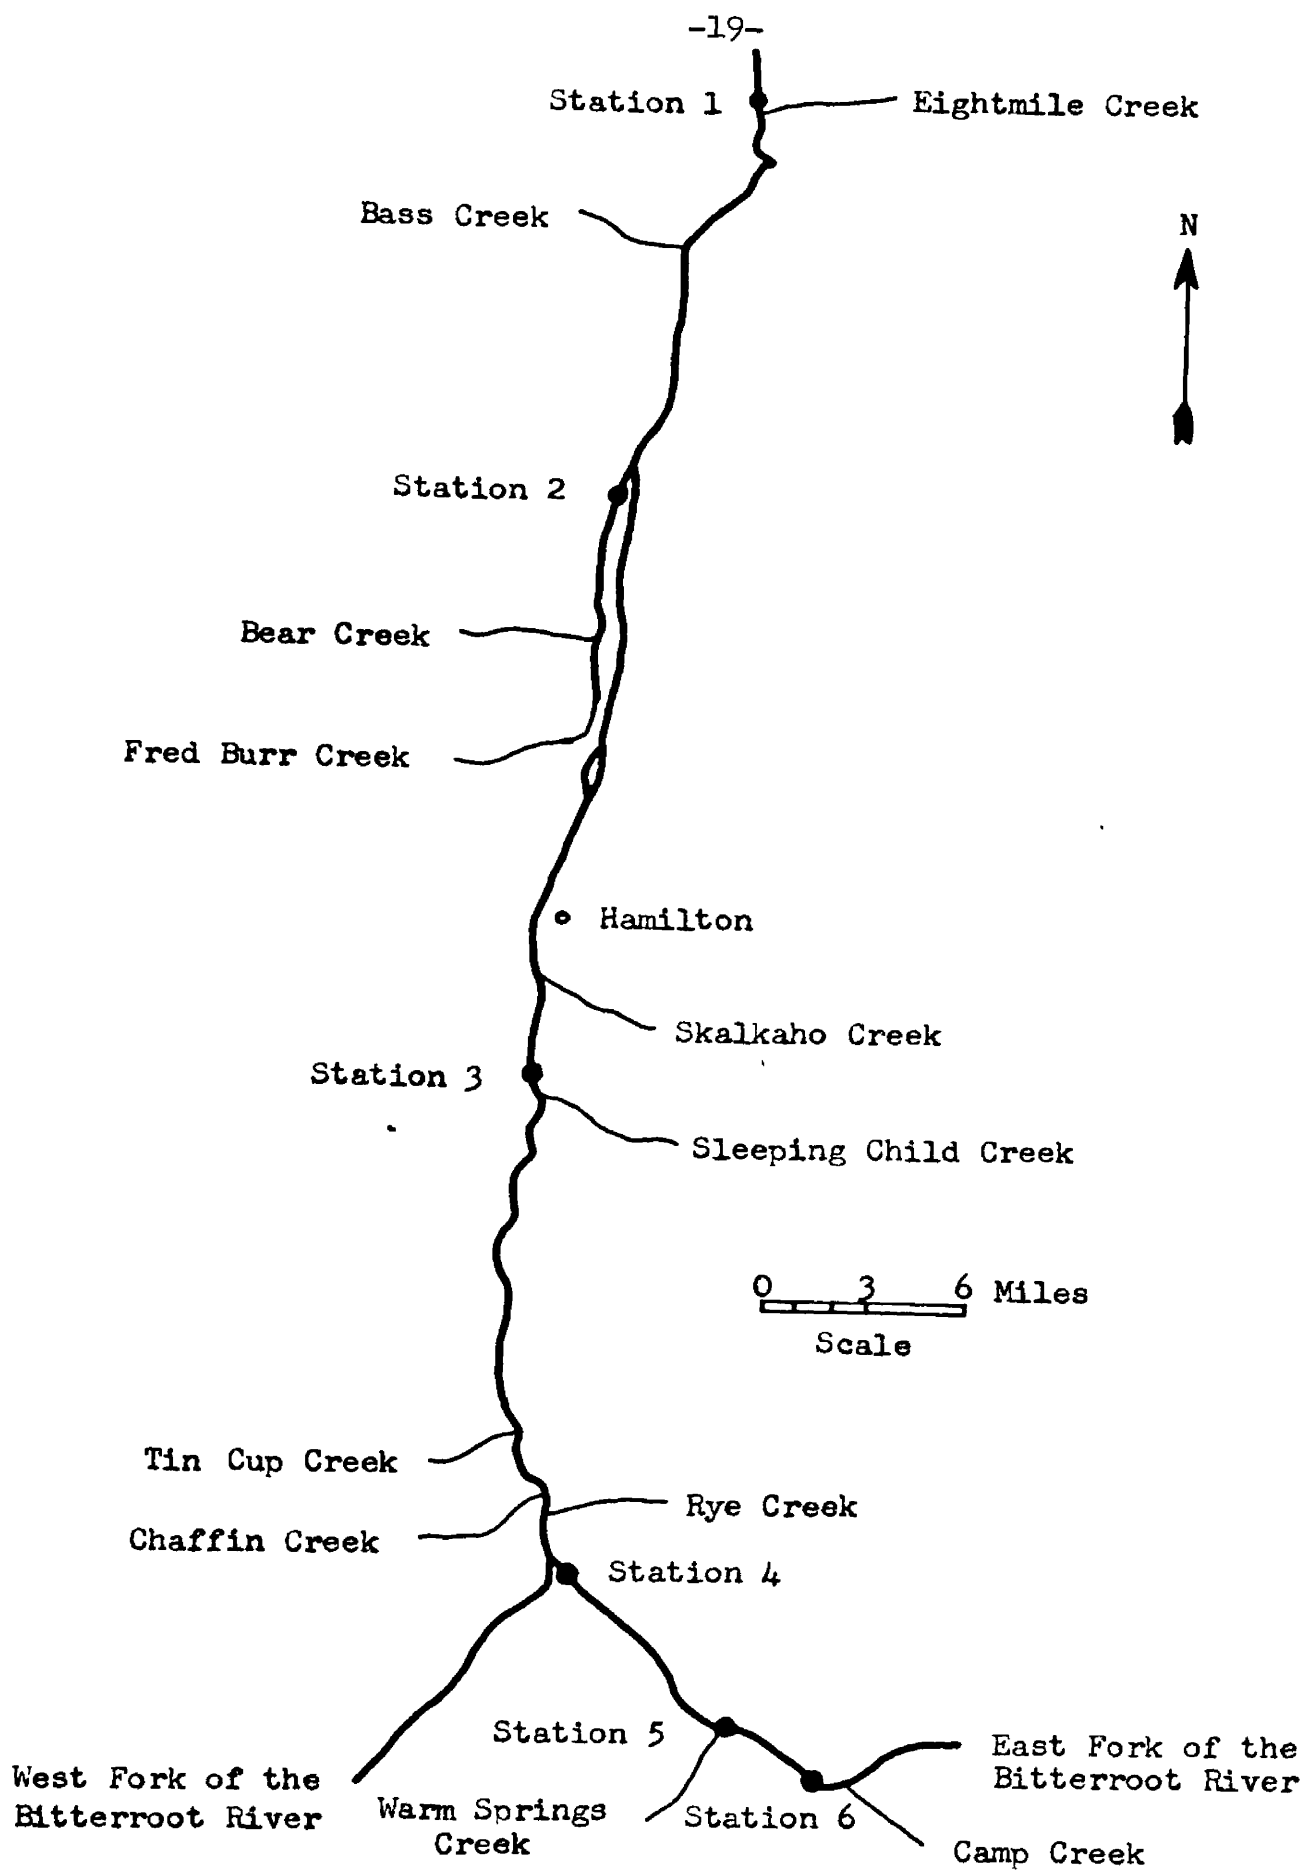 -19-
Station 1
Eightmile Creek
Bass Creek
N
Station 2
Bear Creek
Fred Burr Creek
Hamilton
Skalkaho Creek
Station 3
Sleeping Child Creek
0 3 6 Miles
Scale
Tin Cup Creek
Rye Creek
Chaffin Creek
Station 4
Station 5
East Fork of the
Bitterroot River
West Fork of the
Bitterroot River
Warm Springs
Creek
Station 6
Camp Creek